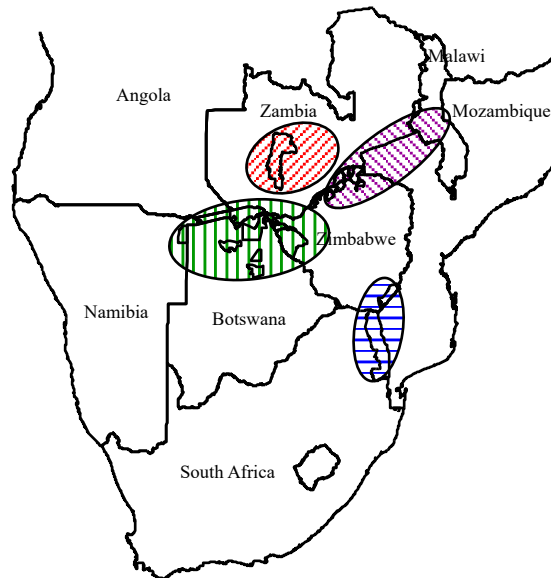 Malawi
Angola
Zambia
Mozambique
Zimbabwe
Namibia
Botswana
South Africa